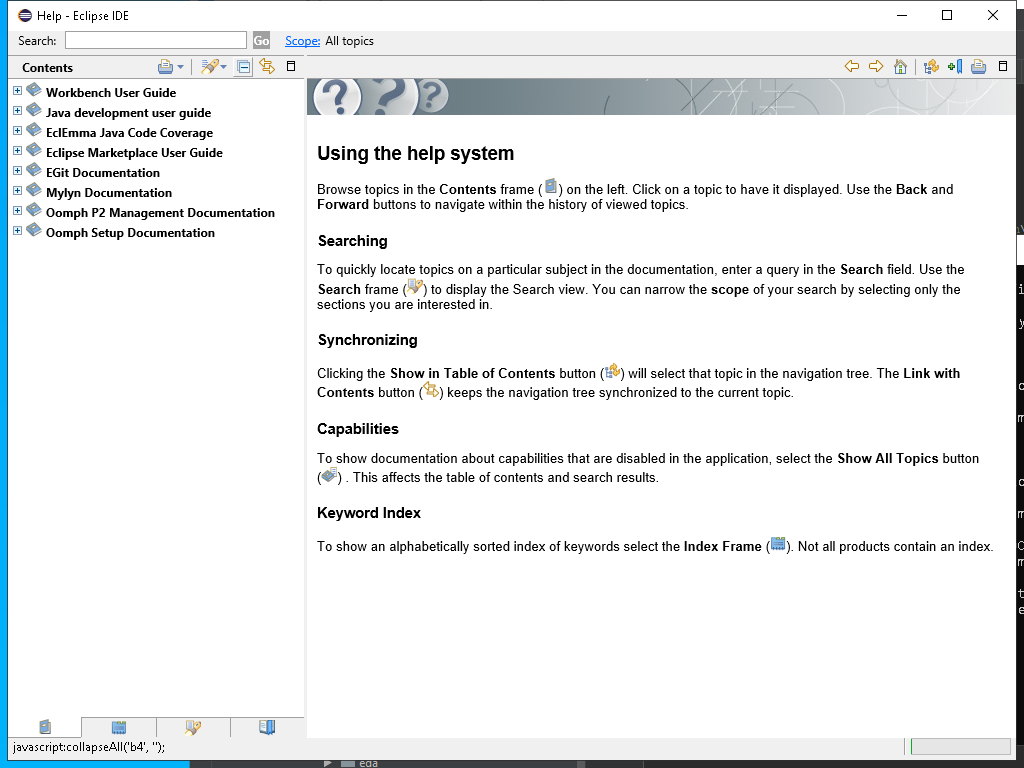 Help - Eclipse IDE
Search:
Go
Scope: All topics
Contents
Workbench User Guide
Java development user guide
EclEmma Java Code Coverage
Eclipse Marketplace User Guide
EGit Documentation
Mylyn Documentation
Oomph P2 Management Documentation
Oomph Setup Documentation
Using the help system
Browse topics in the Contents frame ( ) on the left. Click on a topic to have it displayed. Use the Back and
Forward buttons to navigate within the history of viewed topics.
Searching
To quickly locate topics on a particular subject in the documentation, enter a query in the Search field. Use the
Search frame ( ) to display the Search view. You can narrow the scope of your search by selecting only the
sections you are interested in.
Synchronizing
Clicking the Show in Table of Contents button ( ) will select that topic in the navigation tree. The Link with
Contents button ( ) keeps the navigation tree synchronized to the current topic.
Capabilities
To show documentation about capabilities that are disabled in the application, select the Show All Topics button
( ) . This affects the table of contents and search results.
Keyword Index
To show an alphabetically sorted index of keywords select the Index Frame ( ). Not all products contain an index.
javascript:collapseAll('b4', '');
eda